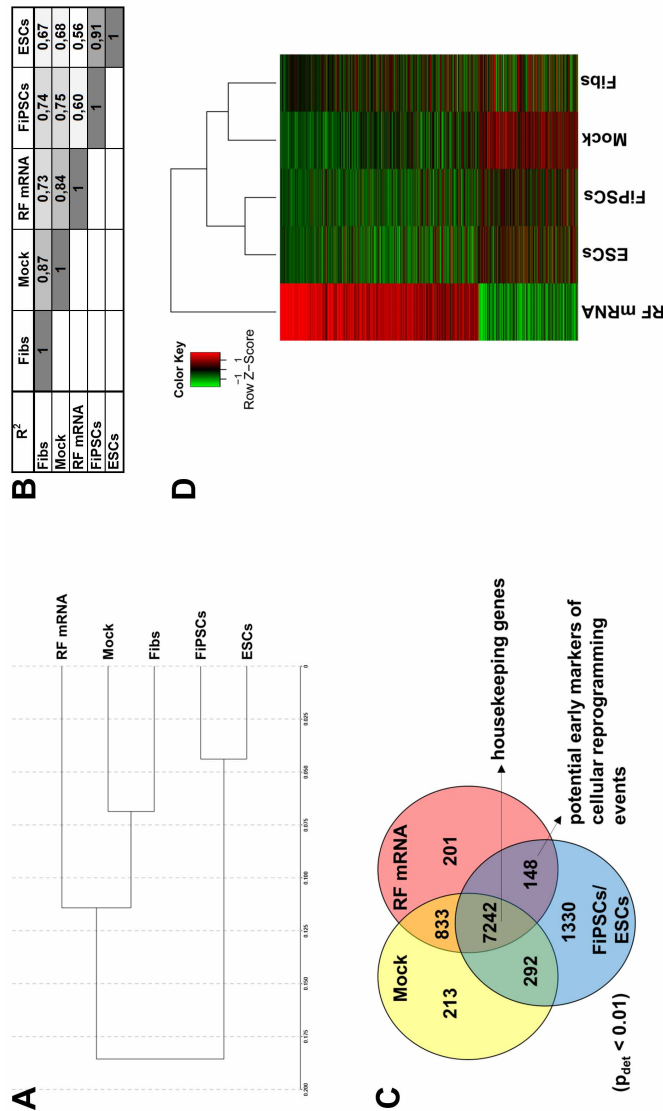 A
RF mRNA
Mock
Fibs
FiPSCs
ESCs
0.200
0.175
0.150
0.125
0.100
0.075
0.050
0.025
0
B
R2 Fibs Mock RF mRNA FiPSCs ESCs
Fibs 1 0,87 0,73 0,74 0,67
Mock 1 0,84 0,75 0,68
RF mRNA 1 0,60 0,56
FiPSCs 1 0,91
ESCs 1
C
Mock
RF mRNA
213
833
201
7242
292
148
1330
FiPSCs/
ESCs
(pdet < 0.01)
housekeeping genes
potential early markers of
cellular reprogramming
events
D
Color Key
−1 1
Row Z−Score
RF mRNA
ESCs
FiPSCs
Mock
Fibs